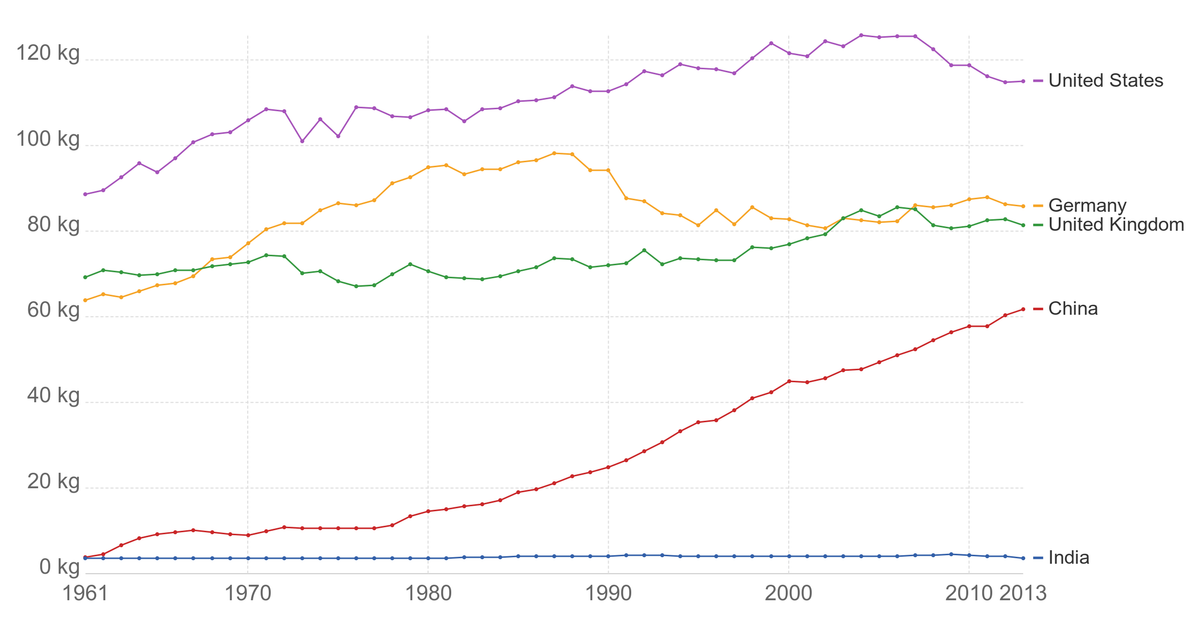 120 kg
United States
100 kg
Germany
80 kg
United Kingdom
60 kg
China
40 kg
20 kg
0 kg
India
1961 1970 1980 1990 2000 2010 2013